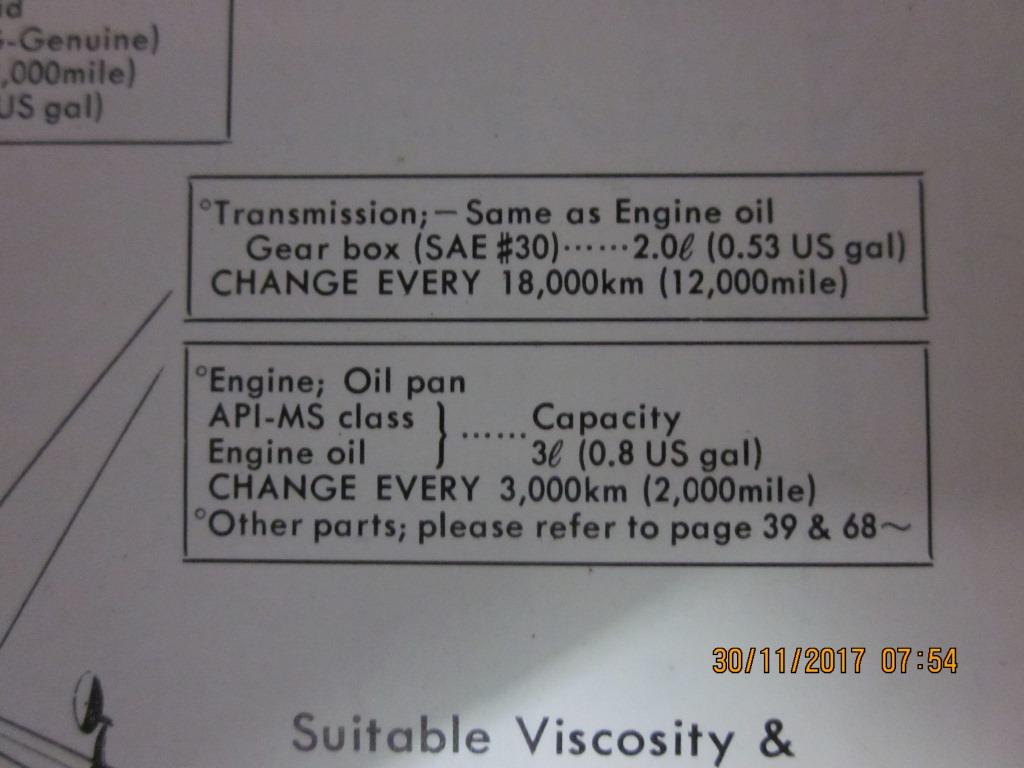 -Genuine)
,000mile)
US gal)
°Transmission;—Same as Engine oil
Gear box (SAE #30)······2.0ℓ (0.53 US gal)
CHANGE EVERY 18,000km (12,000mile)
°Engine; Oil pan
API-MS class } ······ Capacity
Engine oil 3ℓ (0.8 US gal)
CHANGE EVERY 3,000km (2,000mile)
°Other parts; please refer to page 39 & 68~
30/11/2017 07:54
Suitable Viscosity &